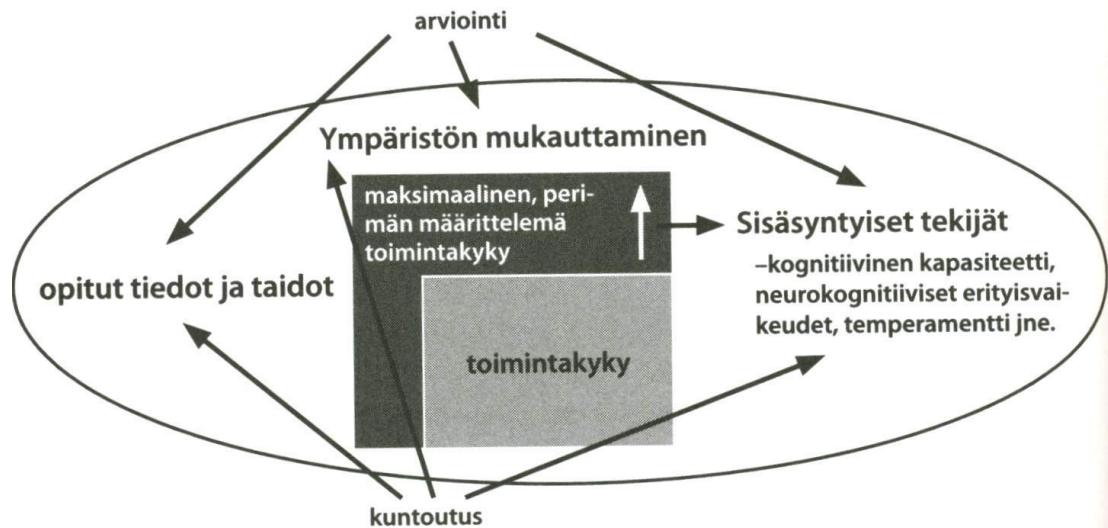 arviointi
Ympäristön mukauttaminen
maksimaalinen, peri-
män määrittelemä
toimintakyky
Sisäsyntyiset tekijät
–kognitiivinen kapasiteetti,
neurokognitiiviset erityisvai-
keudet, temperamentti jne.
opitut tiedot ja taidot
toimintakyky
kuntoutus